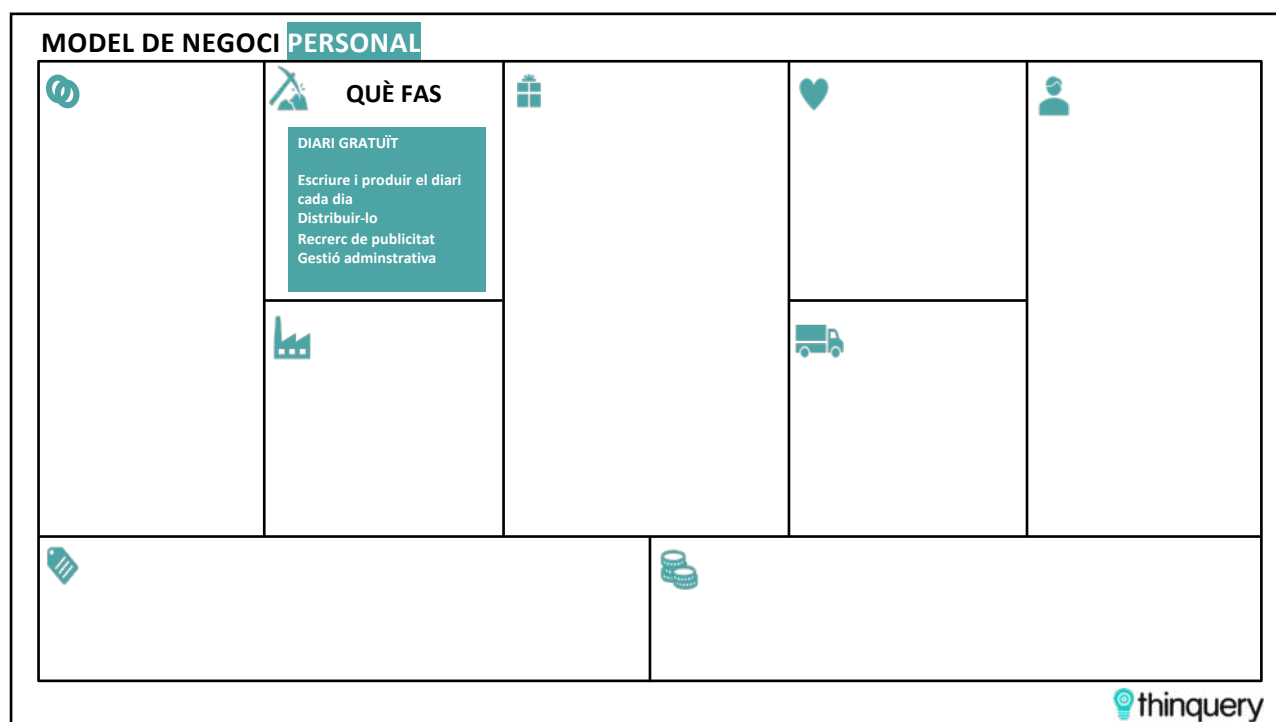 MODEL DE NEGOCI PERSONAL
QUÈ FAS
DIARI GRATUÏT
Escriure i produir el diari
cada dia
Distribuir-lo
Recrerc de publicitat
Gestió adminstrativa
thinquery